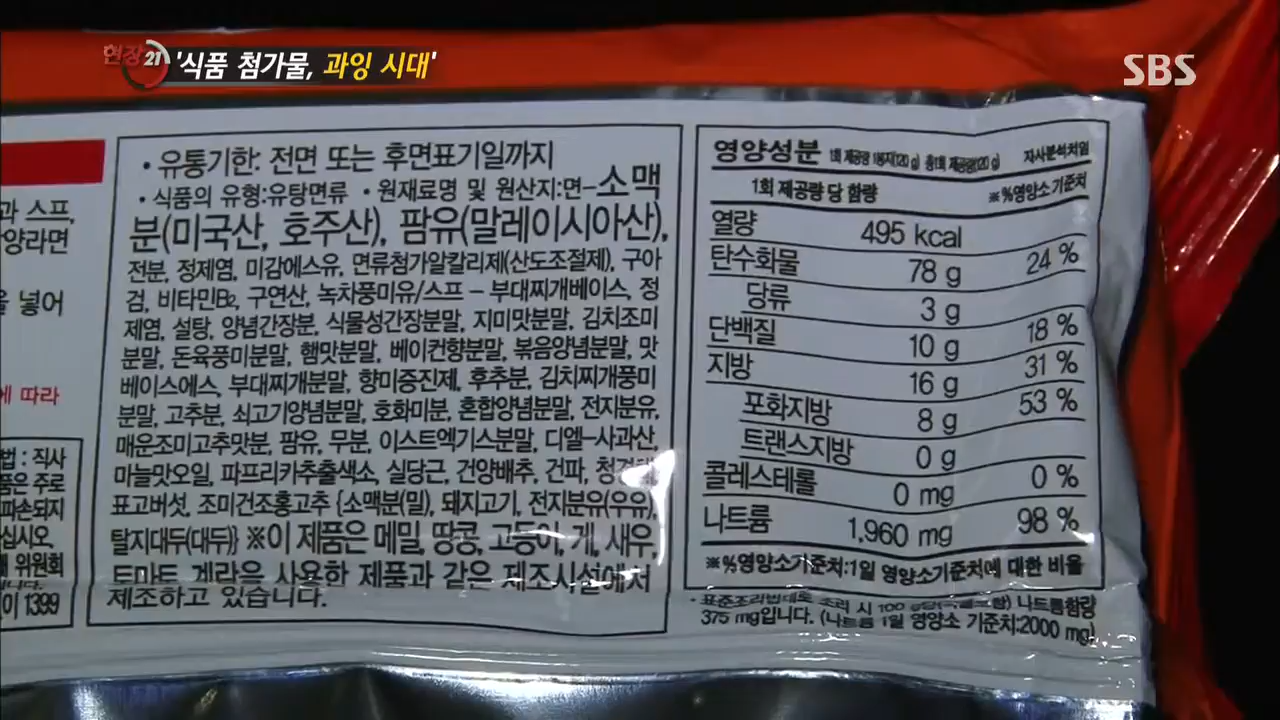 현장21 '식품 첨가물, 과잉 시대'
SBS
과 스프,
양라면
을 넣어
에 따라
법 : 직사
품은 주로
파손되지
십시오.
위원회
이 1399
• 유통기한: 전면 또는 후면표기일까지
• 식품의 유형:유탕면류 • 원재료명 및 원산지:면-소맥
분(미국산, 호주산), 팜유(말레이시아산),
전분, 정제염, 미감에스유, 면류첨가알칼리제(산도조절제), 구아
검, 비타민B₂, 구연산, 녹차풍미유/스프 - 부대찌개베이스, 정
제염, 설탕, 양념간장분, 식물성간장분말, 지미맛분말, 김치조미
분말, 돈육풍미분말, 햄맛분말, 베이컨향분말, 볶음양념분말, 맛
베이스에스, 부대찌개분말, 향미증진제, 후추분, 김치찌개풍미
분말, 고추분, 쇠고기양념분말, 호화미분, 혼합양념분말, 전지분유,
매운조미고추맛분, 팜유, 무분, 이스트엑기스분말, 디엘-사과산,
마늘맛오일, 파프리카추출색소, 실당근, 건양배추, 건파,
표고버섯, 조미건조홍고추 {소맥분(밀), 돼지고기, 전지분유(우유),
탈지대두(대두)} ※이 제품은 메밀, 땅콩, 고등어, 게, 새우,
토마토, 계란을 사용한 제품과 같은 제조시설에서
제조하고 있습니다.
영양성분 1회 제공량 1봉지(120 g) 총1회 제공량(120 g) 자사분석치임
1회 제공량 당 함량 ※%영양소기준치
열량 495 kcal
탄수화물 78 g 24 %
당류 3 g
단백질 10 g 18 %
지방 16 g 31 %
포화지방 8 g 53 %
트랜스지방 0 g
콜레스테롤 0 mg 0 %
나트륨 1,960 mg 98 %
※%영양소기준치:1일 영양소기준치에 대한 비율
• 표준조리법대로 조리 시 100 나트륨함량
375 mg입니다. (나트륨 1일 영양소 기준치:2000 mg)